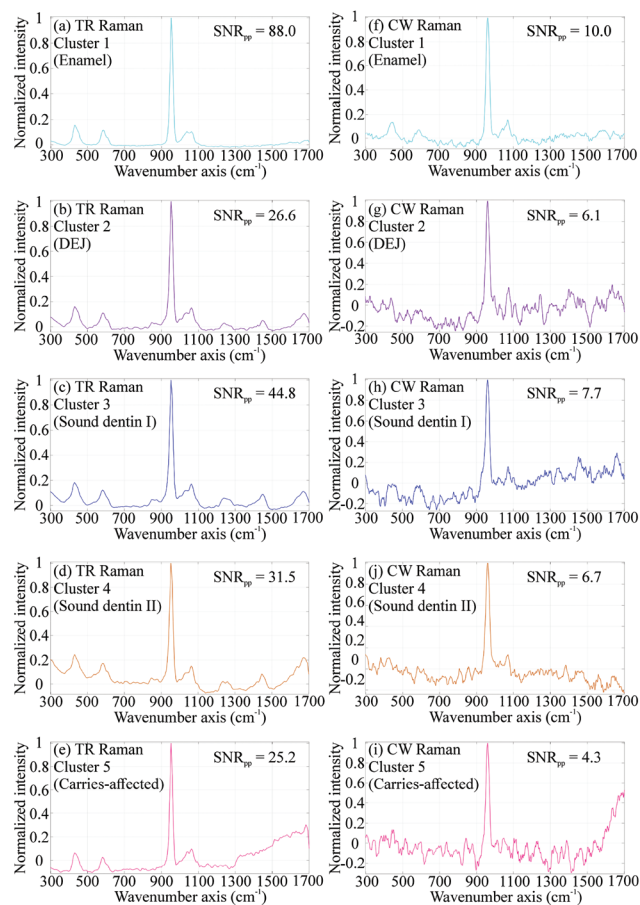 (a) TR Raman
Cluster 1
(Enamel)
SNRpp = 88.0
Normalized intensity
1
0.8
0.6
0.4
0.2
0
300 500 700 900 1100 1300 1500 1700
Wavenumber axis (cm-1)
(f) CW Raman
Cluster 1
(Enamel)
SNRpp = 10.0
Normalized intensity
1
0.8
0.6
0.4
0.2
0
300 500 700 900 1100 1300 1500 1700
Wavenumber axis (cm-1)
(b) TR Raman
Cluster 2
(DEJ)
SNRpp = 26.6
Normalized intensity
1
0.8
0.6
0.4
0.2
0
300 500 700 900 1100 1300 1500 1700
Wavenumber axis (cm-1)
(g) CW Raman
Cluster 2
(DEJ)
SNRpp = 6.1
Normalized intensity
1
0.8
0.6
0.4
0.2
0
-0.2
300 500 700 900 1100 1300 1500 1700
Wavenumber axis (cm-1)
(c) TR Raman
Cluster 3
(Sound dentin I)
SNRpp = 44.8
Normalized intensity
1
0.8
0.6
0.4
0.2
0
300 500 700 900 1100 1300 1500 1700
Wavenumber axis (cm-1)
(h) CW Raman
Cluster 3
(Sound dentin I)
SNRpp = 7.7
Normalized intensity
1
0.8
0.6
0.4
0.2
0
-0.2
300 500 700 900 1100 1300 1500 1700
Wavenumber axis (cm-1)
(d) TR Raman
Cluster 4
(Sound dentin II)
SNRpp = 31.5
Normalized intensity
1
0.8
0.6
0.4
0.2
0
300 500 700 900 1100 1300 1500 1700
Wavenumber axis (cm-1)
(j) CW Raman
Cluster 4
(Sound dentin II)
SNRpp = 6.7
Normalized intensity
1
0.8
0.6
0.4
0.2
0
-0.2
300 500 700 900 1100 1300 1500 1700
Wavenumber axis (cm-1)
(e) TR Raman
Cluster 5
(Carries-affected)
SNRpp = 25.2
Normalized intensity
1
0.8
0.6
0.4
0.2
0
300 500 700 900 1100 1300 1500 1700
Wavenumber axis (cm-1)
(i) CW Raman
Cluster 5
(Carries-affected)
SNRpp = 4.3
Normalized intensity
1
0.8
0.6
0.4
0.2
0
-0.2
300 500 700 900 1100 1300 1500 1700
Wavenumber axis (cm-1)